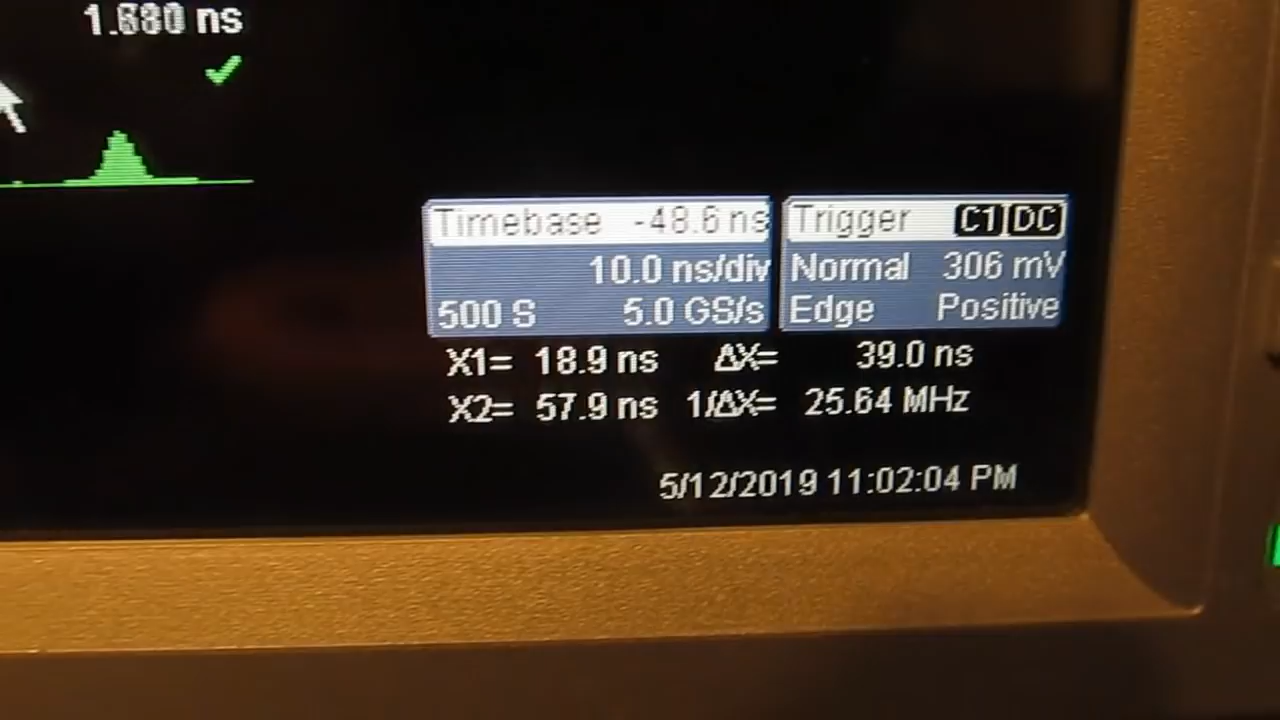 1.680 ns
Timebase -48.6 ns
10.0 ns/div
500 S 5.0 GS/s
Trigger C1 DC
Normal 306 mV
Edge Positive
X1= 18.9 ns ΔX= 39.0 ns
X2= 57.9 ns 1/ΔX= 25.64 MHz
5/12/2019 11:02:04 PM